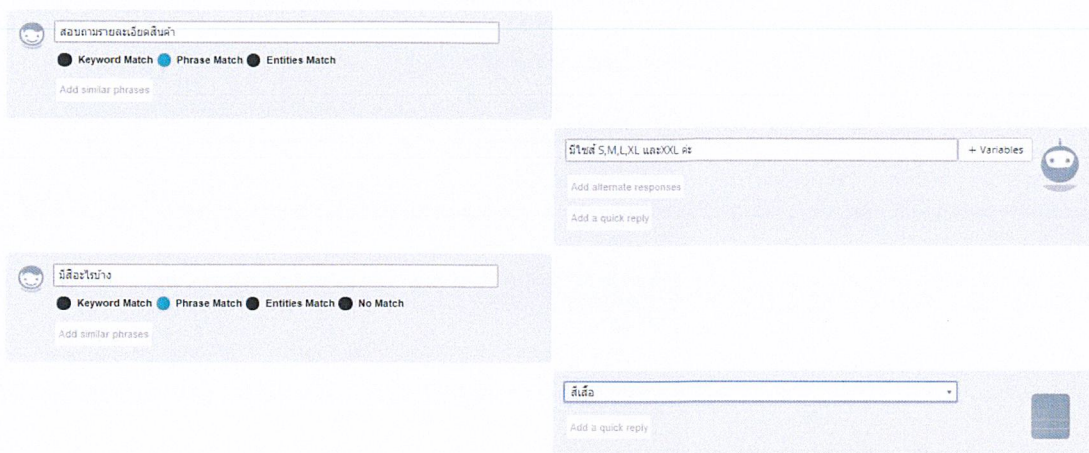 สอบถามรายละเอียดสินค้า
Keyword Match Phrase Match Entities Match
Add similar phrases
มีไซส์ S,M,L,XL และXXL ค่ะ + Variables
Add alternate responses
Add a quick reply
มีสีอะไรบ้าง
Keyword Match Phrase Match Entities Match No Match
Add similar phrases
สีเสื้อ
Add a quick reply